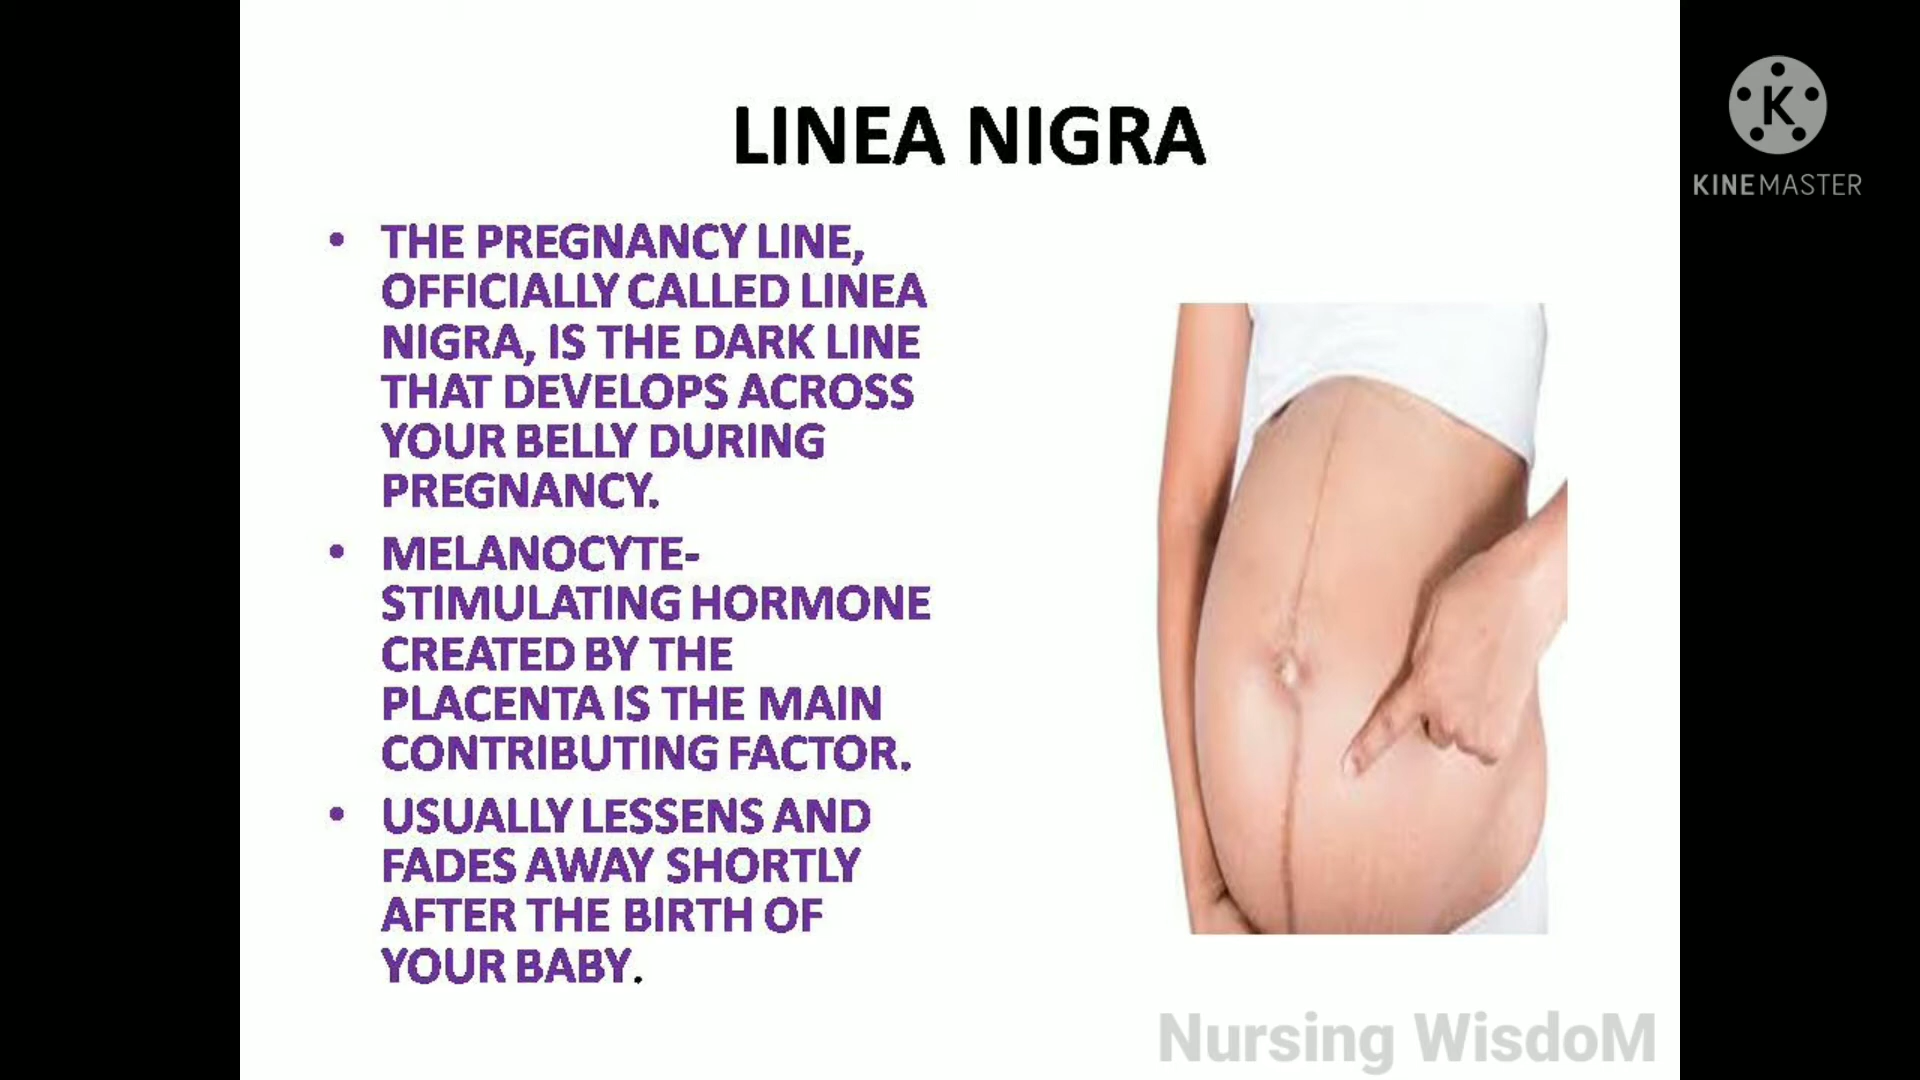 LINEA NIGRA
K
KINEMASTER
• THE PREGNANCY LINE,
OFFICIALLY CALLED LINEA
NIGRA, IS THE DARK LINE
THAT DEVELOPS ACROSS
YOUR BELLY DURING
PREGNANCY.
• MELANOCYTE-
STIMULATING HORMONE
CREATED BY THE
PLACENTA IS THE MAIN
CONTRIBUTING FACTOR.
• USUALLY LESSENS AND
FADES AWAY SHORTLY
AFTER THE BIRTH OF
YOUR BABY.
Nursing WisdoM